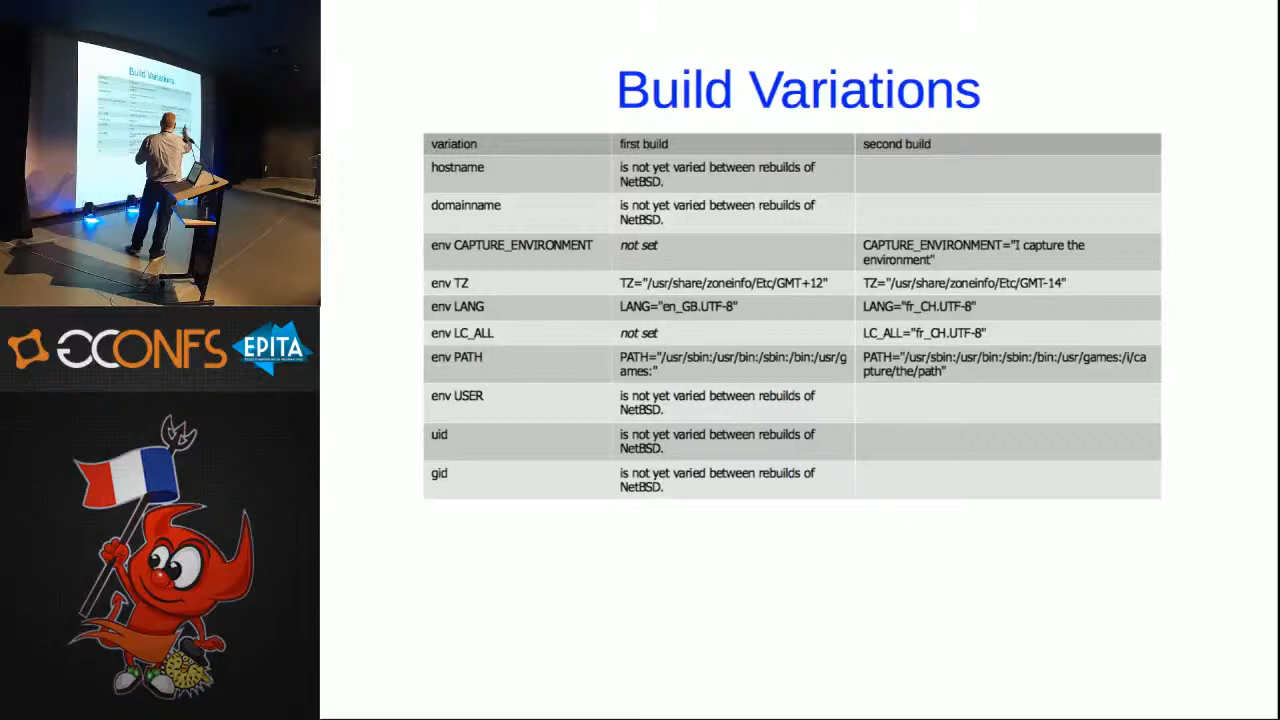 Build Variations
variation first build second build
hostname is not yet varied between rebuilds of
NetBSD.
domainname is not yet varied between rebuilds of
NetBSD.
env CAPTURE_ENVIRONMENT not set CAPTURE_ENVIRONMENT="I capture the
environment"
env TZ TZ="/usr/share/zoneinfo/Etc/GMT+12" TZ="/usr/share/zoneinfo/Etc/GMT-14"
env LANG LANG="en_GB.UTF-8" LANG="fr_CH.UTF-8"
env LC_ALL not set LC_ALL="fr_CH.UTF-8"
env PATH PATH="/usr/sbin:/usr/bin:/sbin:/bin:/usr/g PATH="/usr/sbin:/usr/bin:/sbin:/bin:/usr/games:/i/ca
ames:" pture/the/path"
env USER is not yet varied between rebuilds of
NetBSD.
uid is not yet varied between rebuilds of
NetBSD.
gid is not yet varied between rebuilds of
NetBSD.
Build Variations
GCONFS EPITA